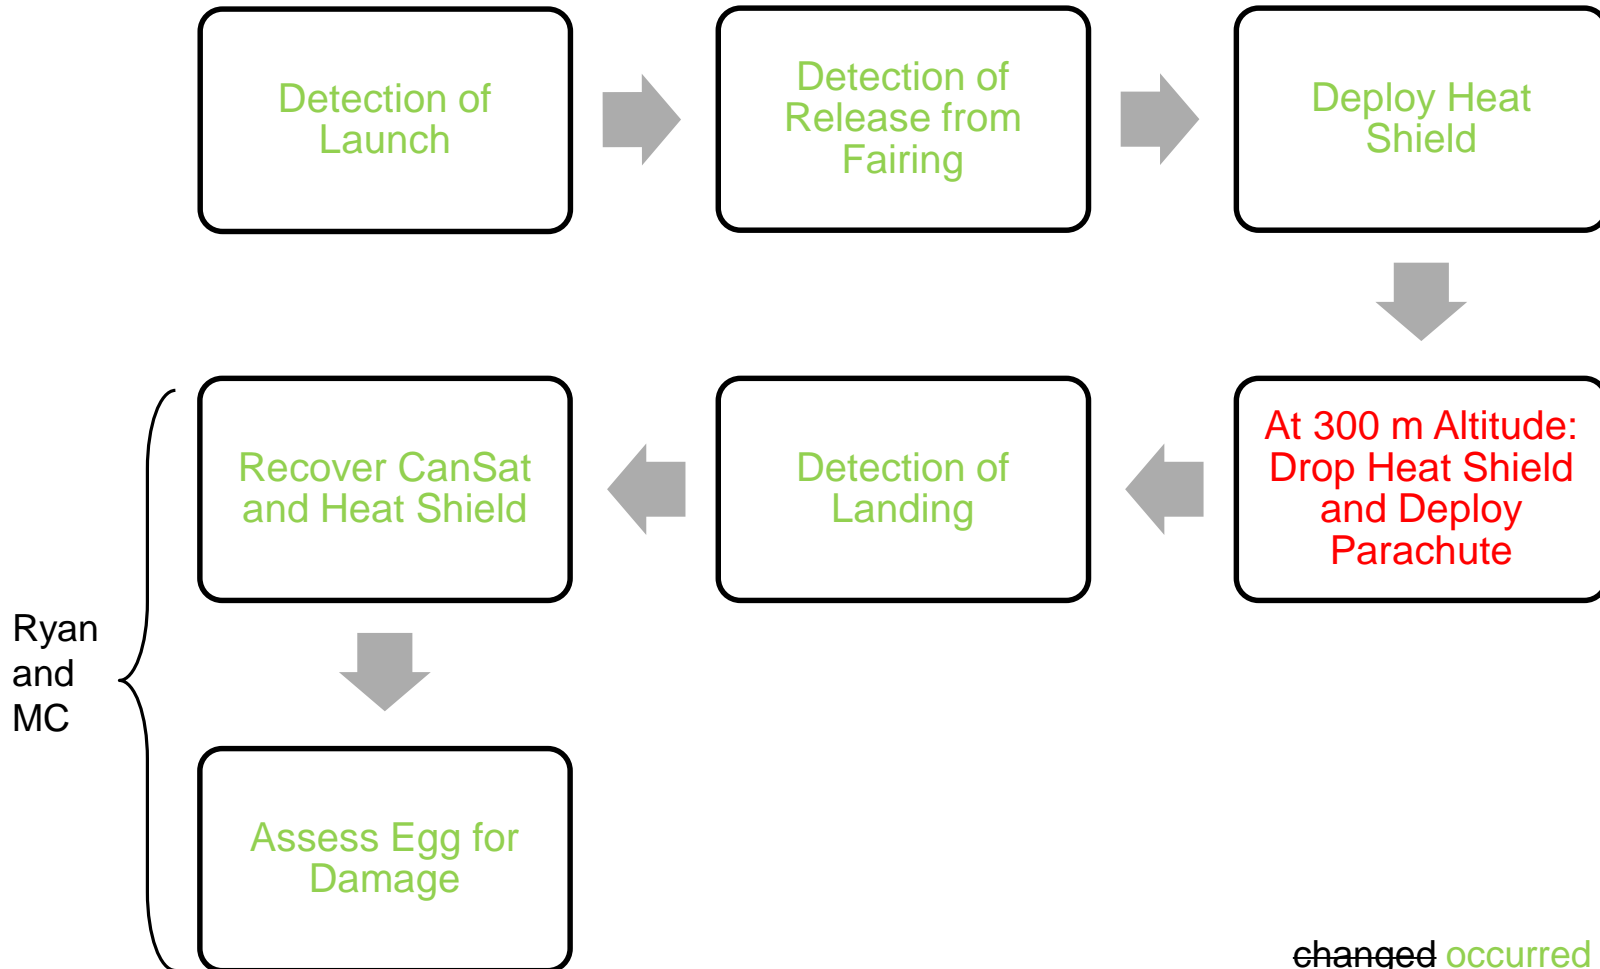 Detection of
Launch
Detection of
Release from
Fairing
Deploy Heat
Shield
At 300 m Altitude:
Drop Heat Shield
and Deploy
Parachute
Detection of
Landing
Recover CanSat
and Heat Shield
Ryan
and
MC
Assess Egg for
Damage
changed occurred